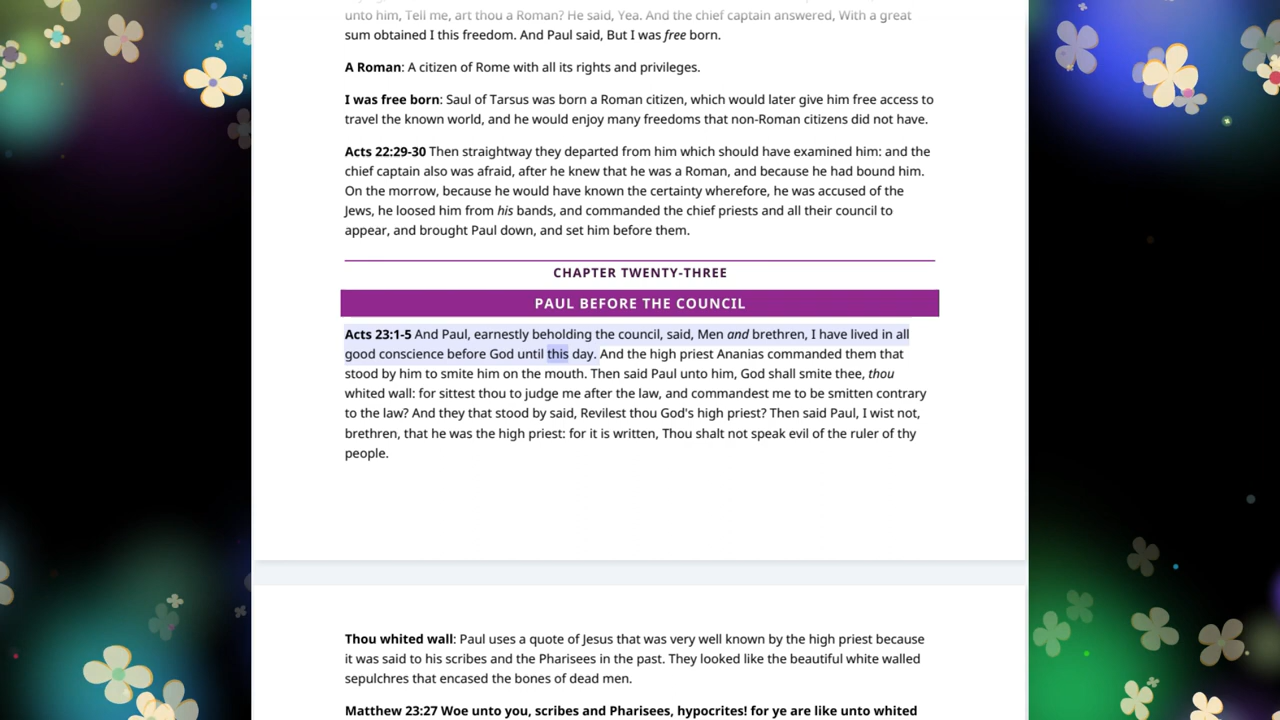 unto him, Tell me, art thou a Roman? He said, Yea. And the chief captain answered, With a great
sum obtained I this freedom. And Paul said, But I was free born.
A Roman: A citizen of Rome with all its rights and privileges.
I was free born: Saul of Tarsus was born a Roman citizen, which would later give him free access to
travel the known world, and he would enjoy many freedoms that non-Roman citizens did not have.
Acts 22:29-30 Then straightway they departed from him which should have examined him: and the
chief captain also was afraid, after he knew that he was a Roman, and because he had bound him.
On the morrow, because he would have known the certainty wherefore, he was accused of the
Jews, he loosed him from his bands, and commanded the chief priests and all their council to
appear, and brought Paul down, and set him before them.
CHAPTER TWENTY-THREE
PAUL BEFORE THE COUNCIL
Acts 23:1-5 And Paul, earnestly beholding the council, said, Men and brethren, I have lived in all
good conscience before God until this day. And the high priest Ananias commanded them that
stood by him to smite him on the mouth. Then said Paul unto him, God shall smite thee, thou
whited wall: for sittest thou to judge me after the law, and commandest me to be smitten contrary
to the law? And they that stood by said, Revilest thou God's high priest? Then said Paul, I wist not,
brethren, that he was the high priest: for it is written, Thou shalt not speak evil of the ruler of thy
people.
Thou whited wall: Paul uses a quote of Jesus that was very well known by the high priest because
it was said to his scribes and the Pharisees in the past. They looked like the beautiful white walled
sepulchres that encased the bones of dead men.
Matthew 23:27 Woe unto you, scribes and Pharisees, hypocrites! for ye are like unto whited